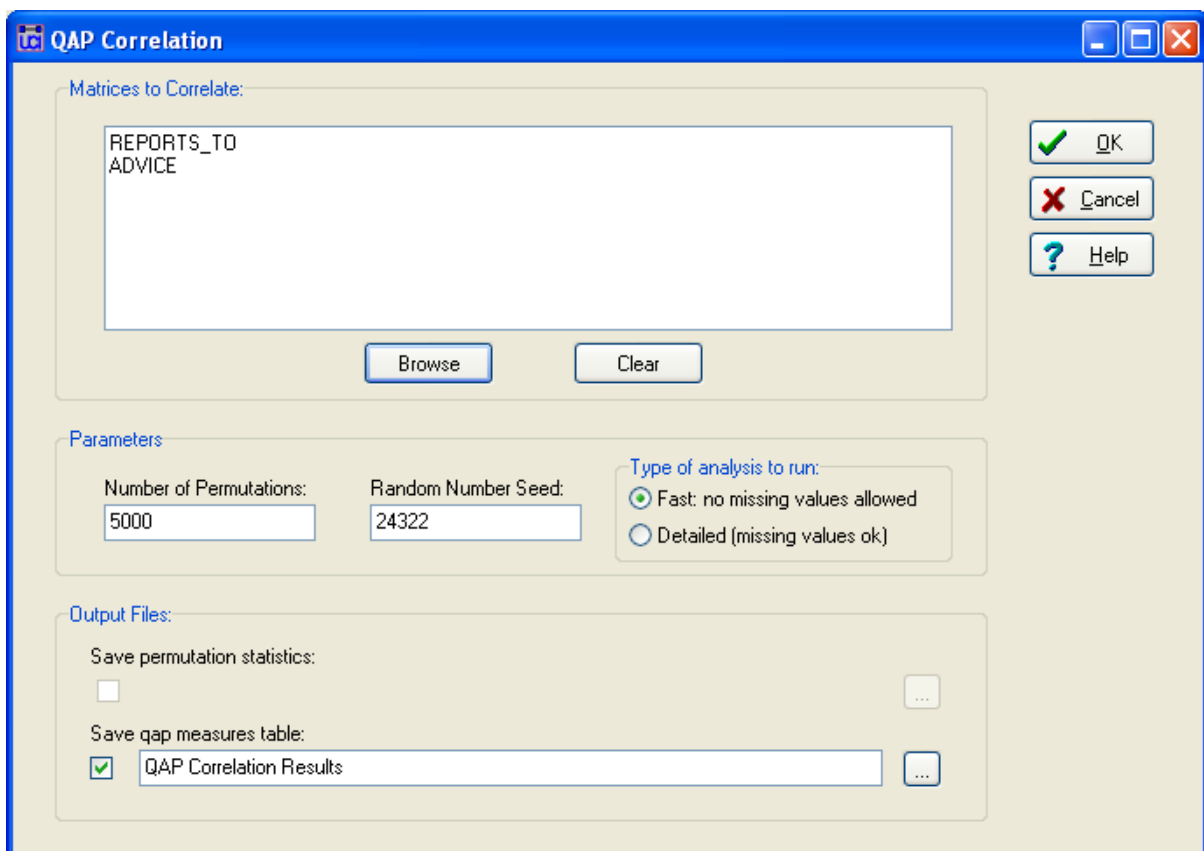 QAP Correlation
Matrices to Correlate:
REPORTS_TO
ADVICE
OK
Cancel
Help
Browse
Clear
Parameters
Number of Permutations:
5000
Random Number Seed:
24322
Type of analysis to run:
Fast: no missing values allowed
Detailed (missing values ok)
Output Files:
Save permutation statistics:
...
Save qap measures table:
QAP Correlation Results
...